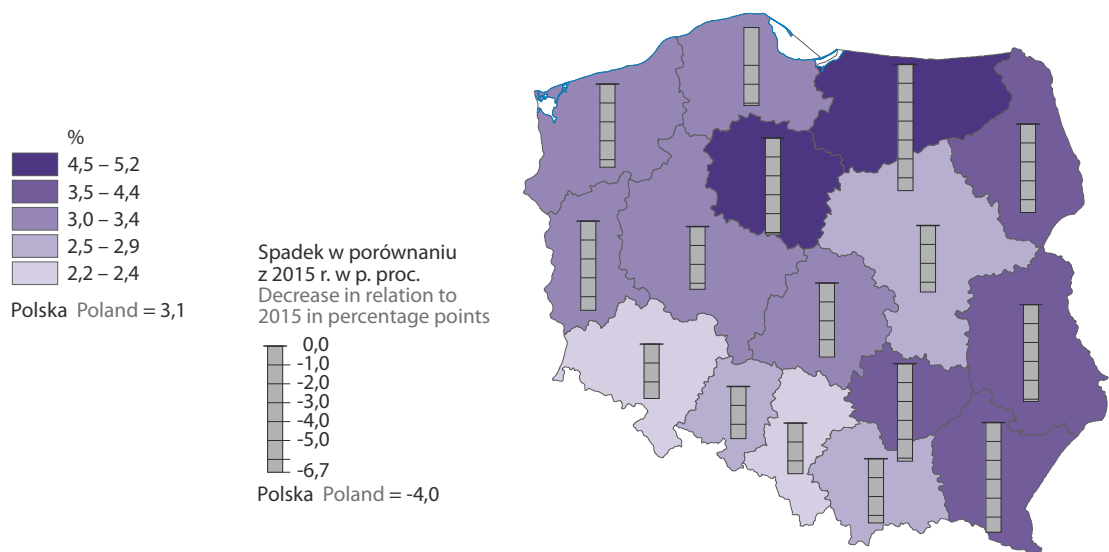 %
4,5 – 5,2
3,5 – 4,4
3,0 – 3,4
2,5 – 2,9
2,2 – 2,4
Polska Poland = 3,1
Spadek w porównaniu
z 2015 r. w p. proc.
Decrease in relation to
2015 in percentage points
0,0
-1,0
-2,0
-3,0
-4,0
-5,0
-6,7
Polska Poland = -4,0